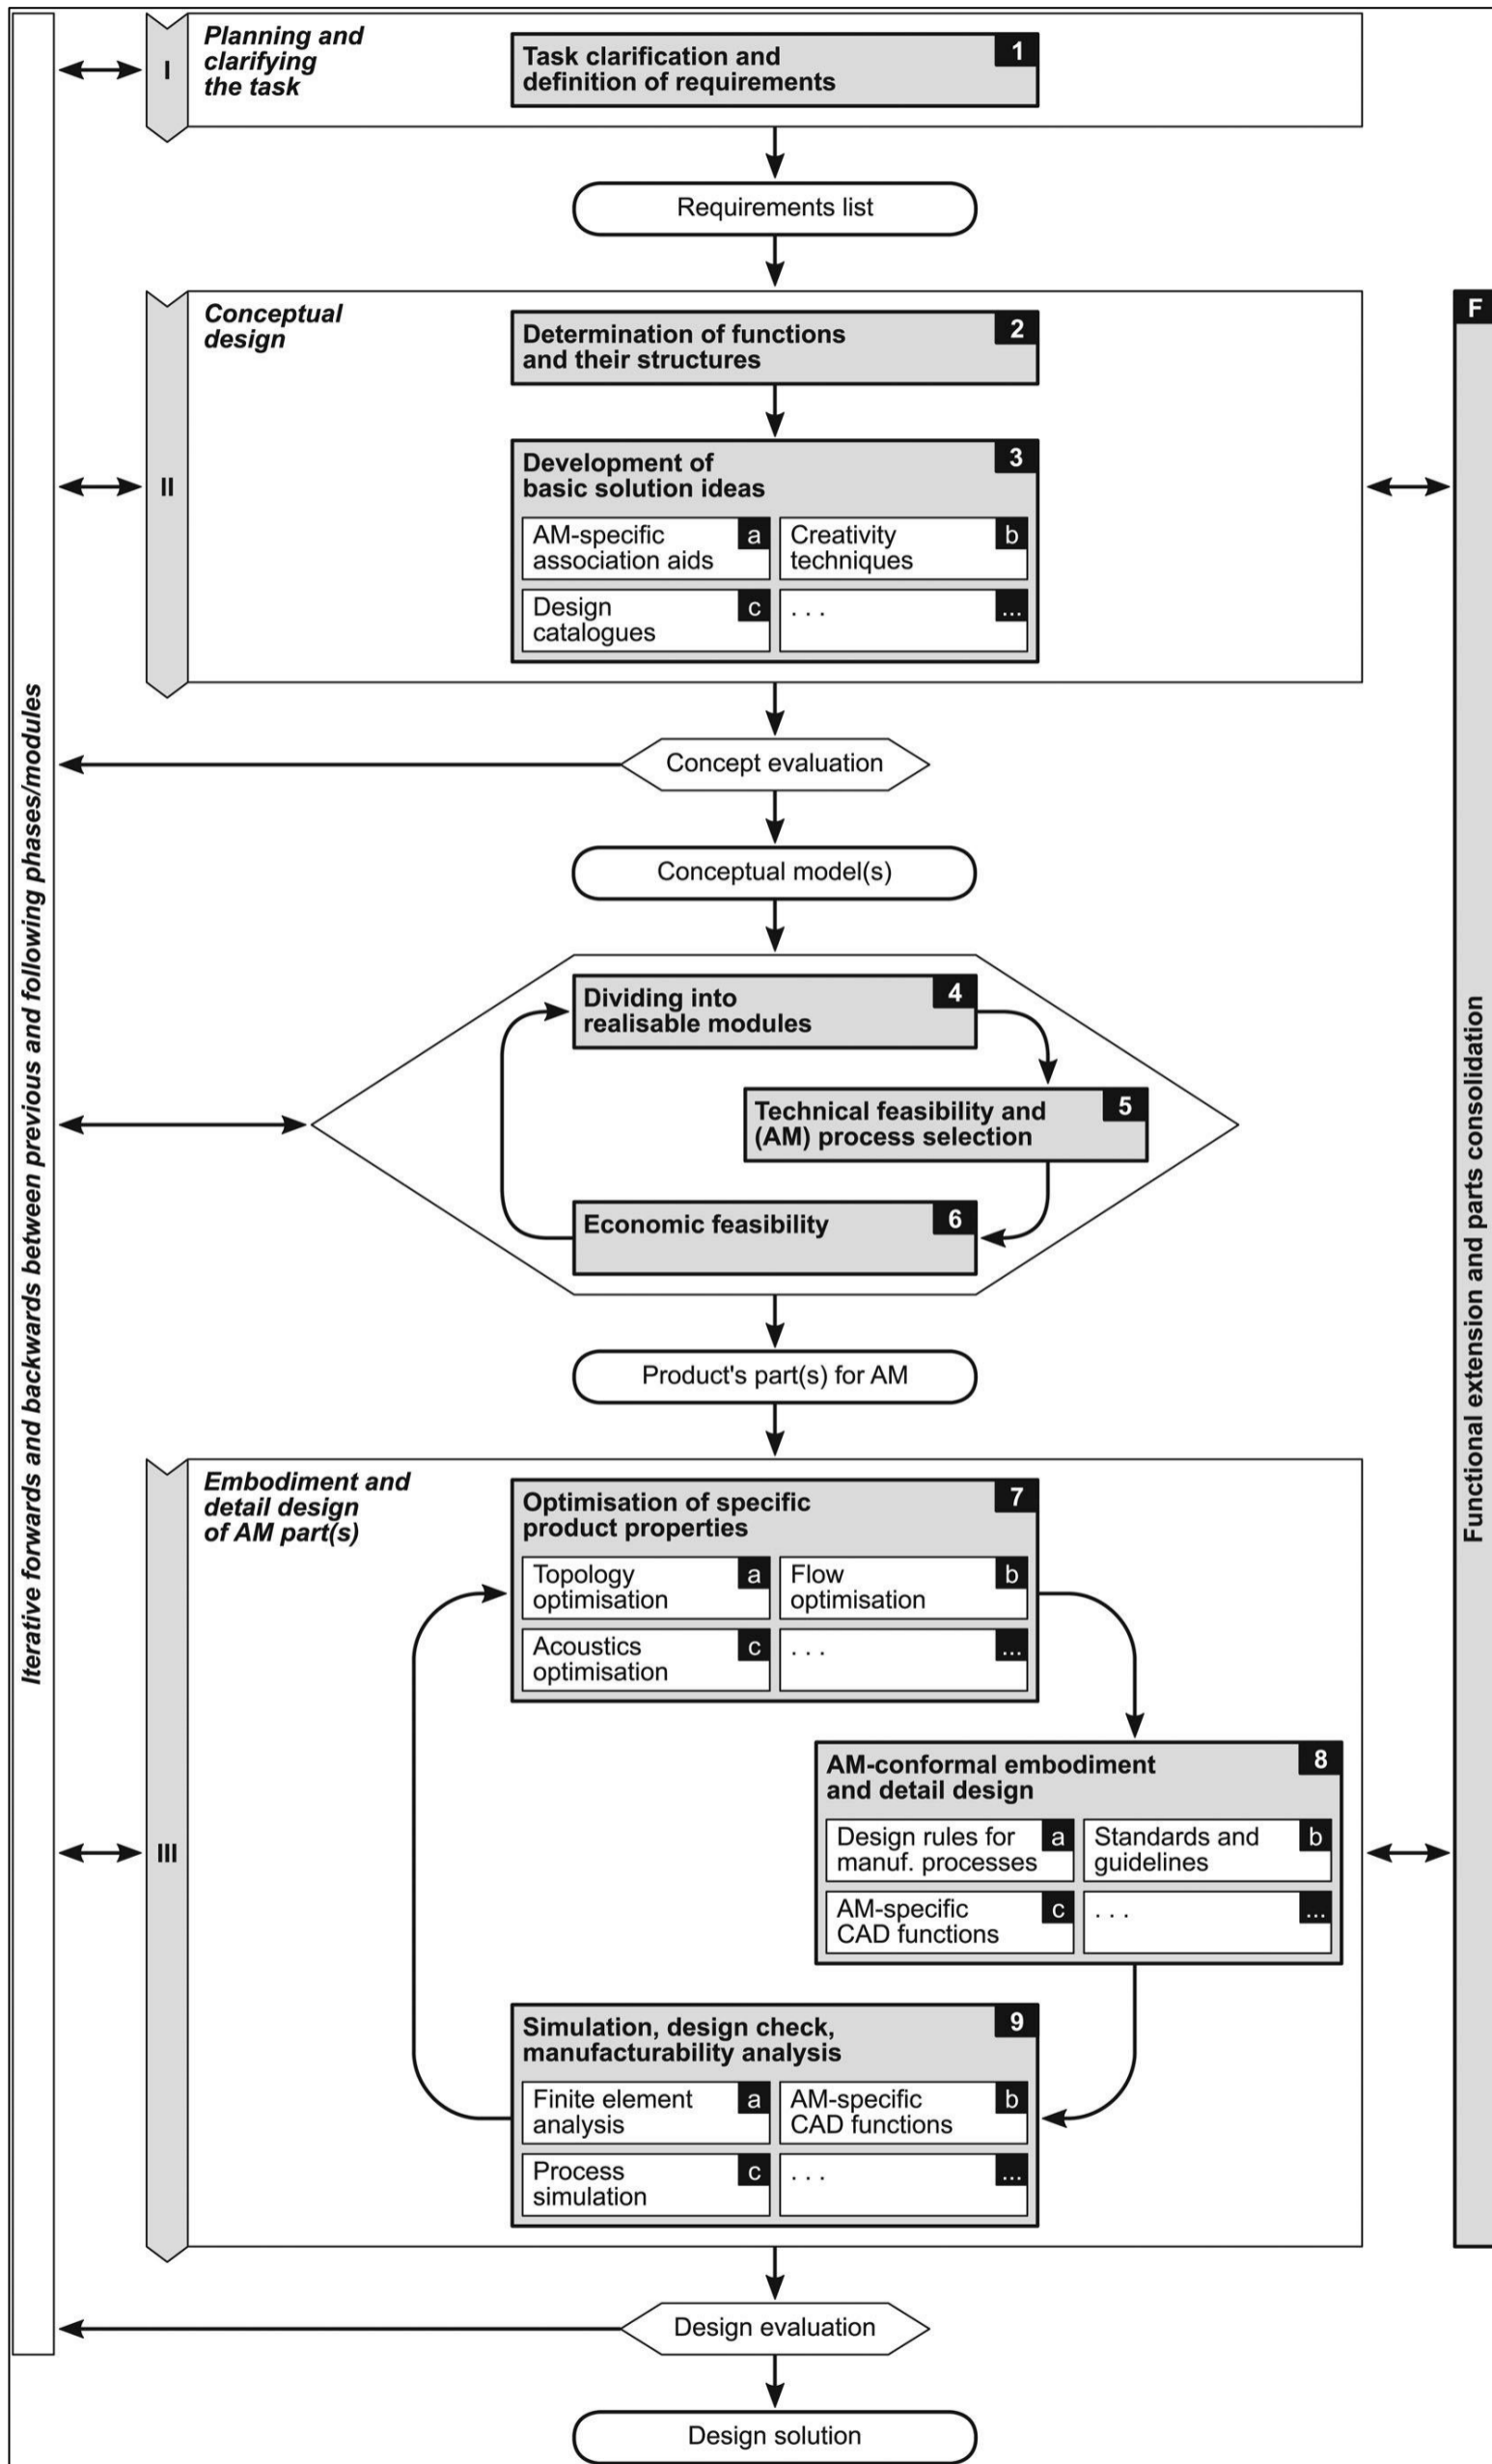 Iterative forwards and backwards between previous and following phases/modules
I
Planning and
clarifying
the task
Task clarification and
definition of requirements
1
Requirements list
II
Conceptual
design
Determination of functions
and their structures
2
Development of
basic solution ideas
3
AM-specific
association aids
a
Creativity
techniques
b
Design
catalogues
c
. . .
...
Concept evaluation
Conceptual model(s)
Dividing into
realisable modules
4
Technical feasibility and
(AM) process selection
5
Economic feasibility
6
Product's part(s) for AM
III
Embodiment and
detail design
of AM part(s)
Optimisation of specific
product properties
7
Topology
optimisation
a
Flow
optimisation
b
Acoustics
optimisation
c
. . .
...
AM-conformal embodiment
and detail design
8
Design rules for
manuf. processes
a
Standards and
guidelines
b
AM-specific
CAD functions
c
. . .
...
Simulation, design check,
manufacturability analysis
9
Finite element
analysis
a
AM-specific
CAD functions
b
Process
simulation
c
. . .
...
Design evaluation
Design solution
F
Functional extension and parts consolidation